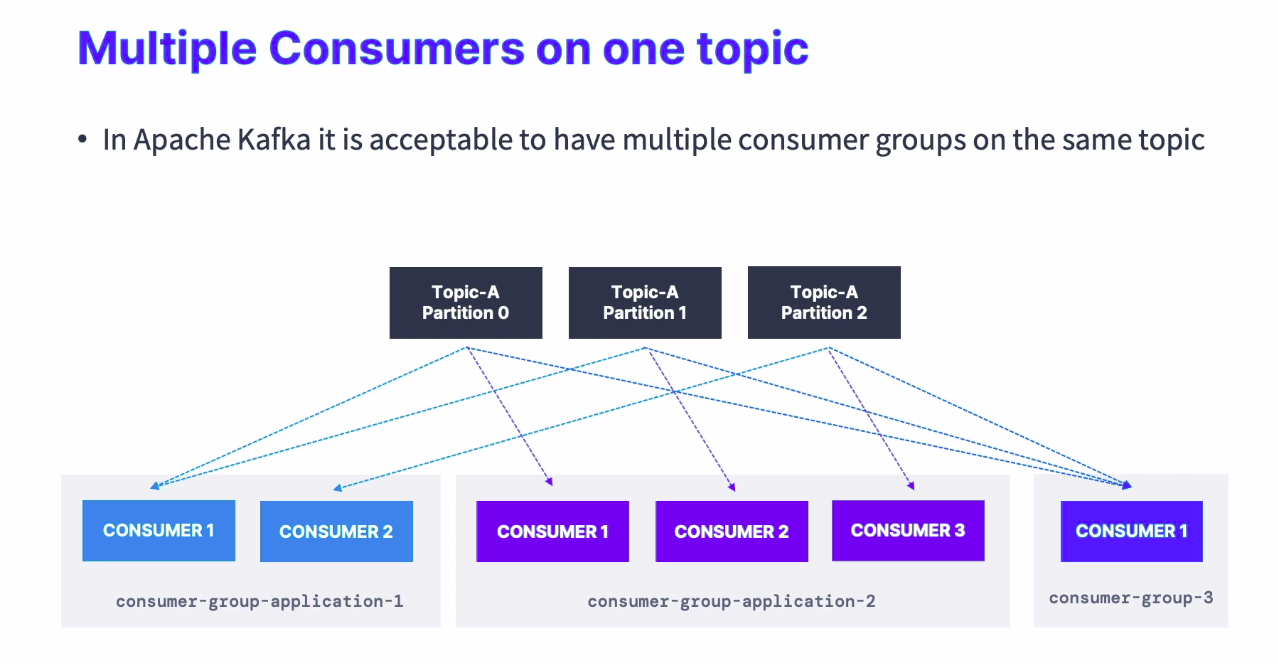 Multiple Consumers on one topic
• In Apache Kafka it is acceptable to have multiple consumer groups on the same topic
Topic-A
Partition 0
Topic-A
Partition 1
Topic-A
Partition 2
CONSUMER 1
CONSUMER 2
consumer-group-application-1
CONSUMER 1
CONSUMER 2
CONSUMER 3
consumer-group-application-2
CONSUMER 1
consumer-group-3